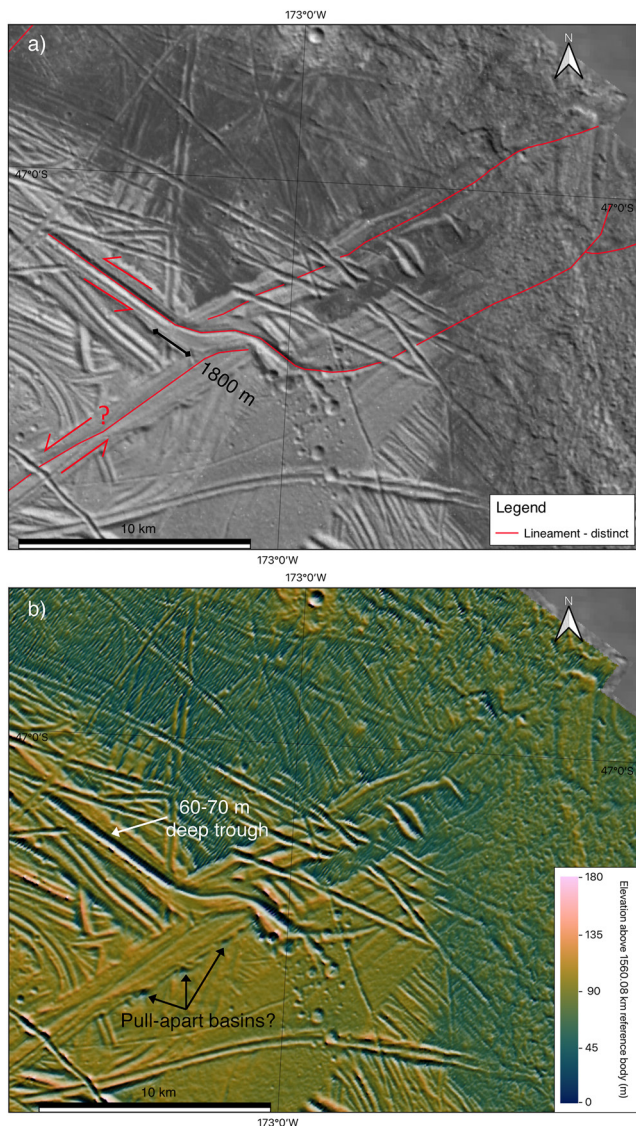 173°0'W
a)
N
47°0'S
47°0'S
1800 m
?
Legend
Lineament - distinct
10 km
173°0'W
173°0'W
b)
N
47°0'S
47°0'S
60-70 m
deep trough
180
135
90
45
0
Elevation above 1560.08 km reference body (m)
Pull-apart basins?
10 km
173°0'W